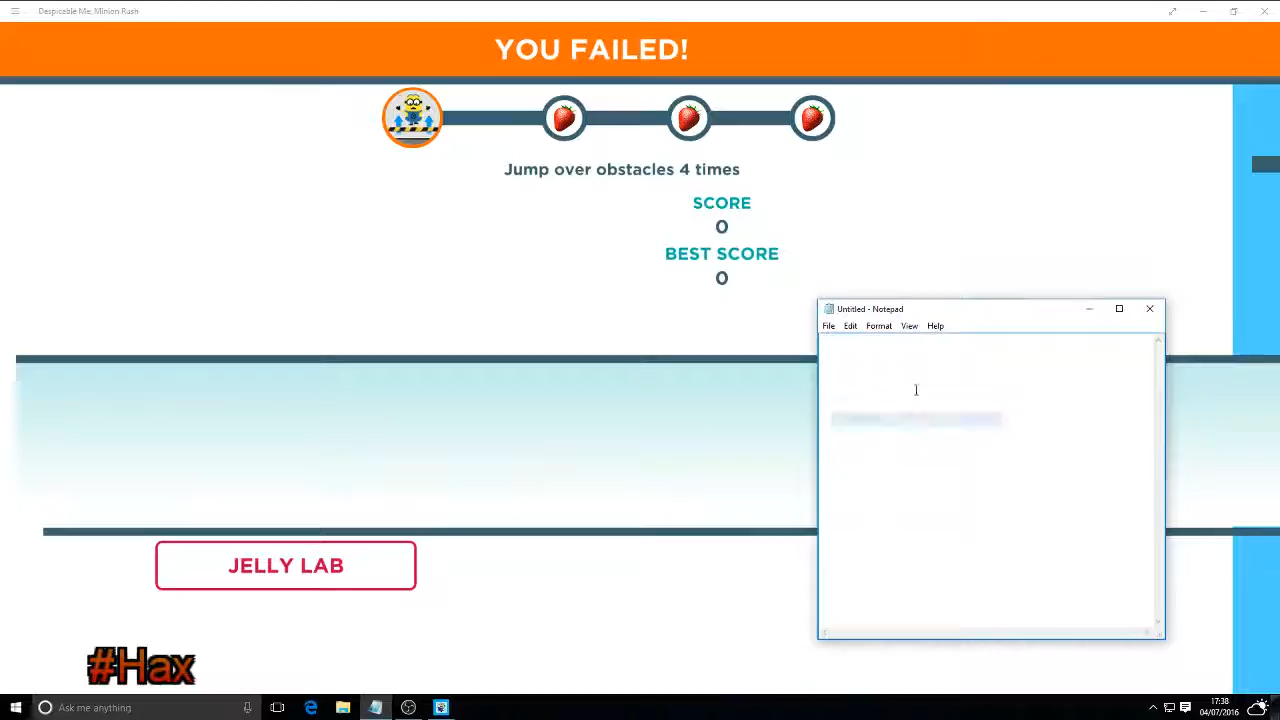 Despicable Me: Minion Rush
YOU FAILED!
Jump over obstacles 4 times
SCORE
0
BEST SCORE
0
Untitled - Notepad
File Edit Format View Help
JELLY LAB
#Hax
Ask me anything
17:38
04/07/2016